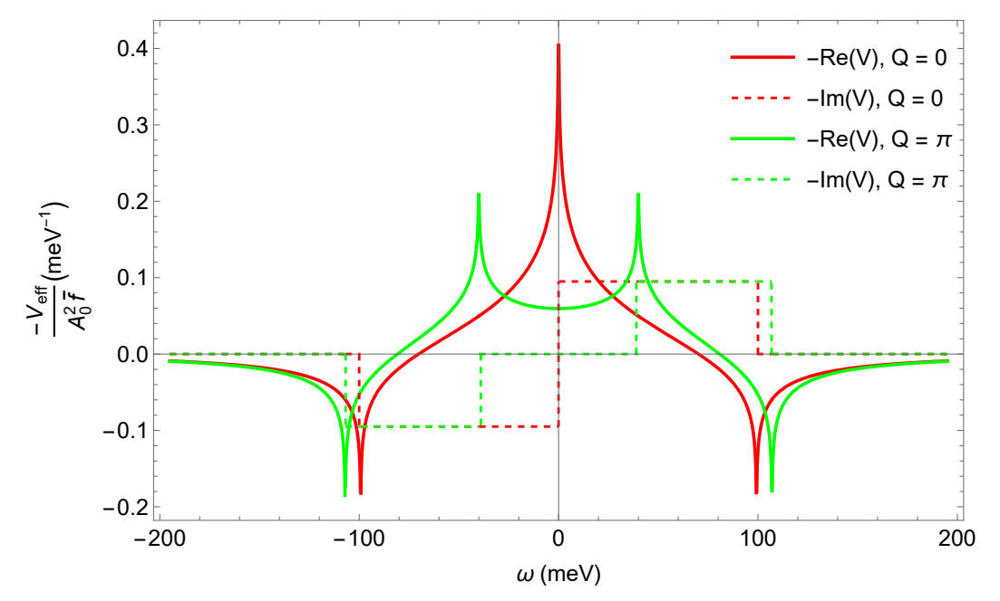 −V_eff / A_0^2 f̄ (meV^−1)
0.4
0.3
0.2
0.1
0.0
−0.1
−0.2
−Re(V), Q = 0
−Im(V), Q = 0
−Re(V), Q = π
−Im(V), Q = π
−200 −100 0 100 200
ω (meV)